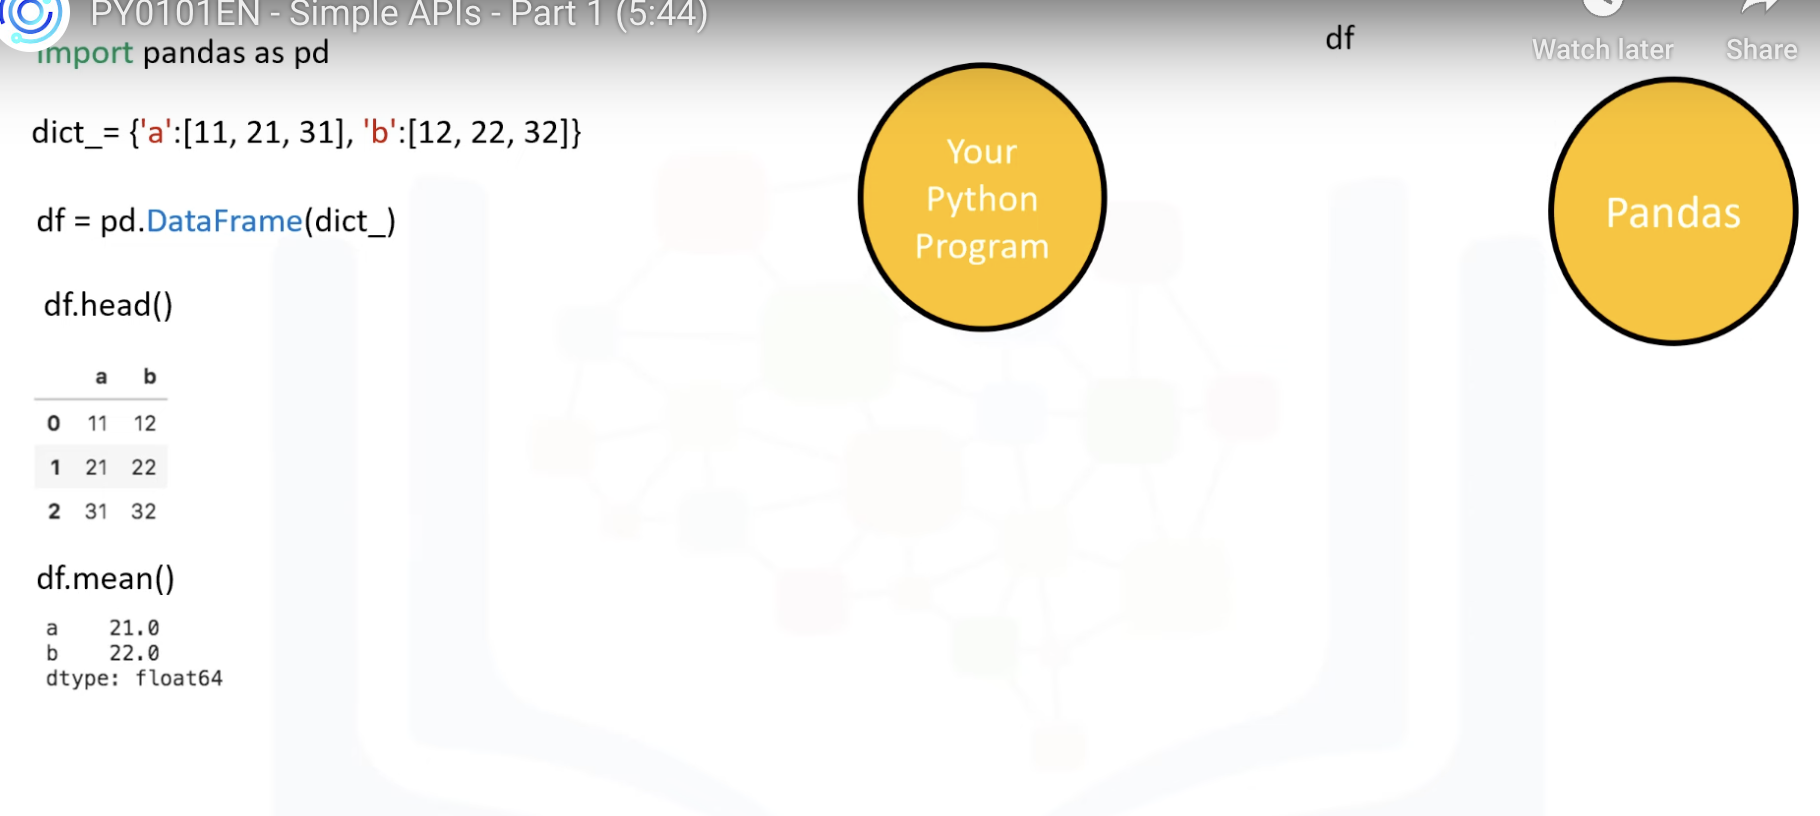 PY0101EN - Simple APIs - Part 1 (5:44)
Watch later
Share
import pandas as pd
dict_= {'a':[11, 21, 31], 'b':[12, 22, 32]}
df = pd.DataFrame(dict_)
df.head()
a b
0 11 12
1 21 22
2 31 32
df.mean()
a 21.0
b 22.0
dtype: float64
Your
Python
Program
df
Pandas